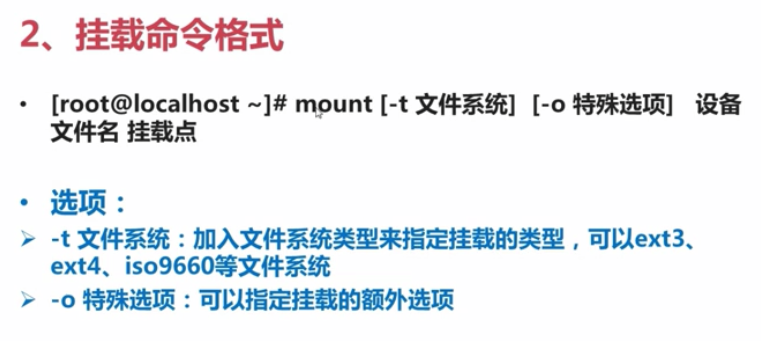 2、挂载命令格式
• [root@localhost ~]# mount [-t 文件系统] [-o 特殊选项] 设备
文件名 挂载点
• 选项：
➢ -t 文件系统：加入文件系统类型来指定挂载的类型，可以ext3、
ext4、iso9660等文件系统
➢ -o 特殊选项：可以指定挂载的额外选项